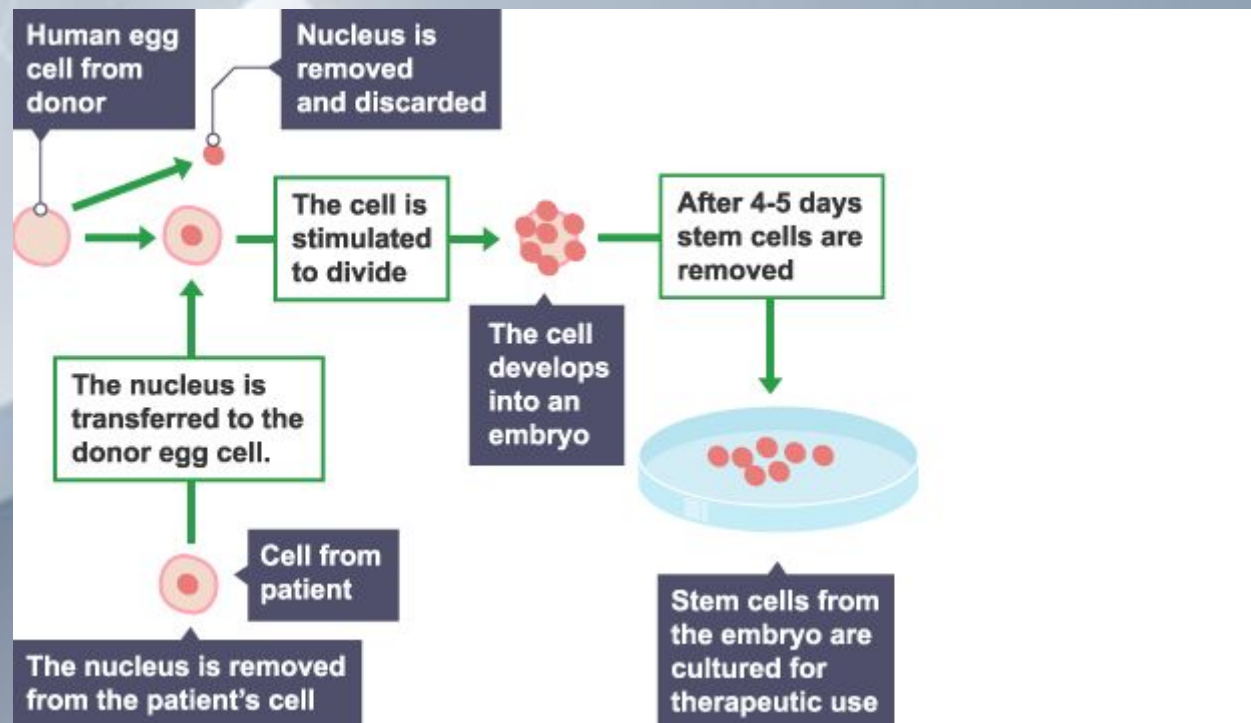 Human egg
cell from
donor
Nucleus is
removed
and discarded
The cell is
stimulated
to divide
After 4-5 days
stem cells are
removed
The cell
develops
into an
embryo
The nucleus is
transferred to the
donor egg cell.
Cell from
patient
The nucleus is removed
from the patient's cell
Stem cells from
the embryo are
cultured for
therapeutic use